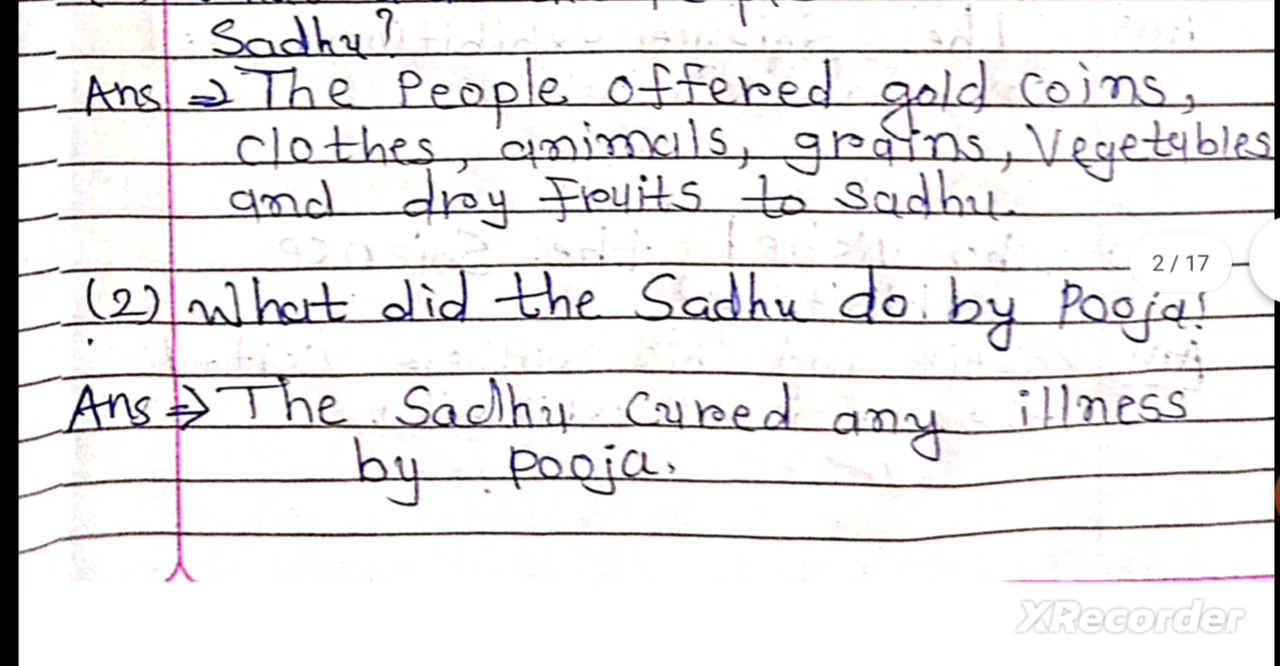 Sadhu?
Ans ⇒ The People offered gold coins,
clothes, animals, grains, Vegetables
and dry fruits to sadhu.
2/17
(2) What did the Sadhu do by Pooja!
Ans ⇒ The Sadhu cured any illness
by pooja.
XRecorder